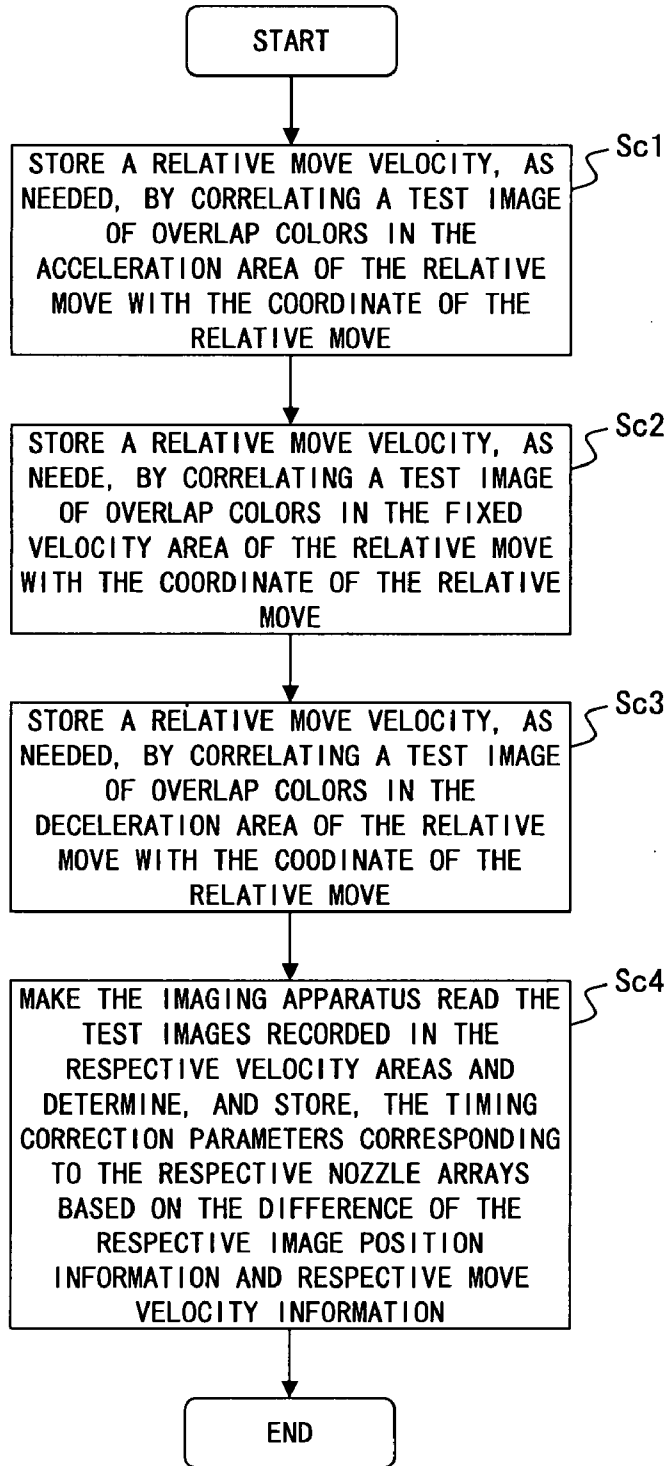 START
Sc1
STORE A RELATIVE MOVE VELOCITY, AS
NEEDED, BY CORRELATING A TEST IMAGE
OF OVERLAP COLORS IN THE
ACCELERATION AREA OF THE RELATIVE
MOVE WITH THE COORDINATE OF THE
RELATIVE MOVE
Sc2
STORE A RELATIVE MOVE VELOCITY, AS
NEEDE, BY CORRELATING A TEST IMAGE
OF OVERLAP COLORS IN THE FIXED
VELOCITY AREA OF THE RELATIVE MOVE
WITH THE COORDINATE OF THE RELATIVE
MOVE
Sc3
STORE A RELATIVE MOVE VELOCITY, AS
NEEDED, BY CORRELATING A TEST IMAGE
OF OVERLAP COLORS IN THE
DECELERATION AREA OF THE RELATIVE
MOVE WITH THE COODINATE OF THE
RELATIVE MOVE
Sc4
MAKE THE IMAGING APPARATUS READ THE
TEST IMAGES RECORDED IN THE
RESPECTIVE VELOCITY AREAS AND
DETERMINE, AND STORE, THE TIMING
CORRECTION PARAMETERS CORRESPONDING
TO THE RESPECTIVE NOZZLE ARRAYS
BASED ON THE DIFFERENCE OF THE
RESPECTIVE IMAGE POSITION
INFORMATION AND RESPECTIVE MOVE
VELOCITY INFORMATION
END